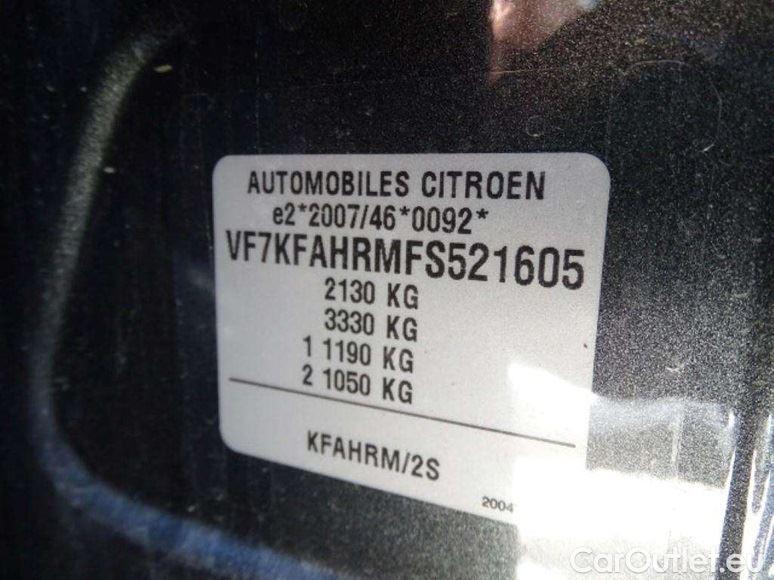 AUTOMOBILES CITROEN
e2*2007/46*0092*
VF7KFAHRMFS521605
2130 KG
3330 KG
1 1190 KG
2 1050 KG
KFAHRM/2S
2004
CarOutlet.eu